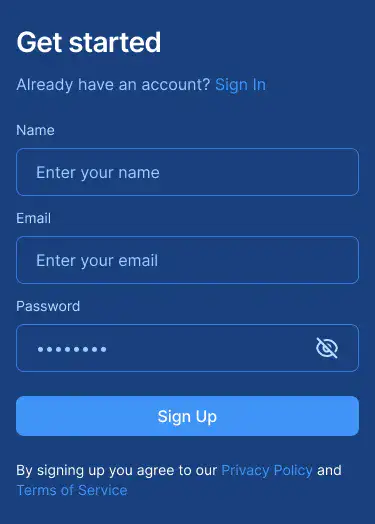 Get started
Already have an account? Sign In
Name
Enter your name
Email
Enter your email
Password
••••••••
Sign Up
By signing up you agree to our Privacy Policy and
Terms of Service